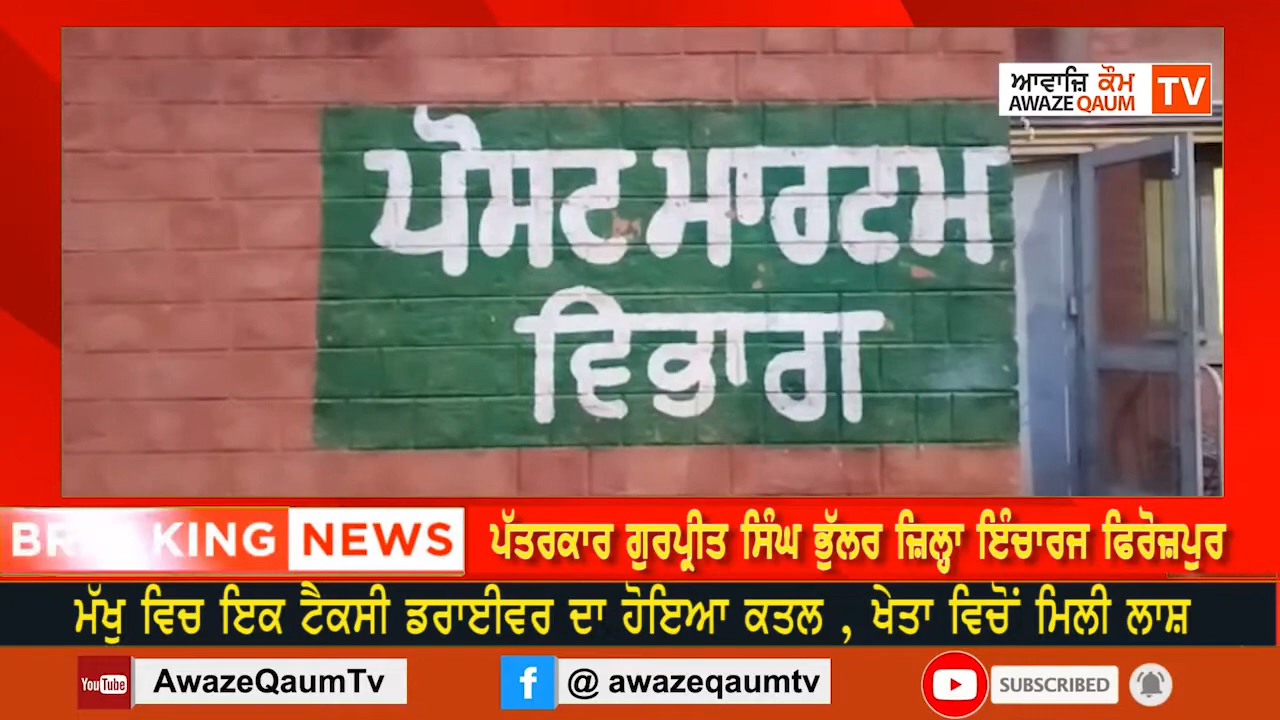 ਆਵਾਜ਼ਿ ਕੌਮ
AWAZE QAUM TV
ਪੋਸਟ ਮਾਰਟਮ
ਵਿਭਾਗ
BREAKING NEWS
ਪੱਤਰਕਾਰ ਗੁਰਪ੍ਰੀਤ ਸਿੰਘ ਭੁੱਲਰ ਜ਼ਿਲ੍ਹਾ ਇੰਚਾਰਜ ਫਿਰੋਜ਼ਪੁਰ
ਮੱਖੁ ਵਿਚ ਇਕ ਟੈਕਸੀ ਡਰਾਈਵਰ ਦਾ ਹੋਇਆ ਕਤਲ , ਖੇਤਾ ਵਿਚੋਂ ਮਿਲੀ ਲਾਸ਼
YouTube AwazeQaumTv
f @ awazeqaumtv
SUBSCRIBED